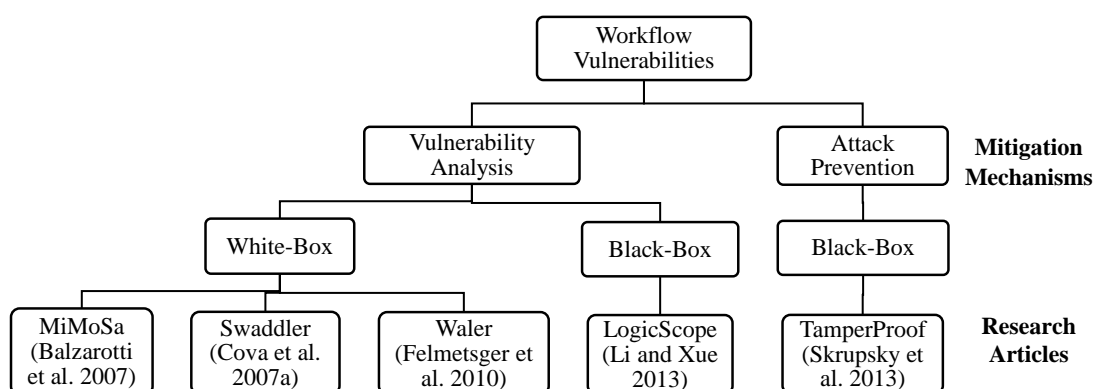 Workflow
Vulnerabilities
Vulnerability
Analysis
Attack
Prevention
Mitigation
Mechanisms
White-Box
Black-Box
Black-Box
MiMoSa
(Balzarotti
et al. 2007)
Swaddler
(Cova et al.
2007a)
Waler
(Felmetsger et
al. 2010)
LogicScope
(Li and Xue
2013)
TamperProof
(Skrupsky et
al. 2013)
Research
Articles